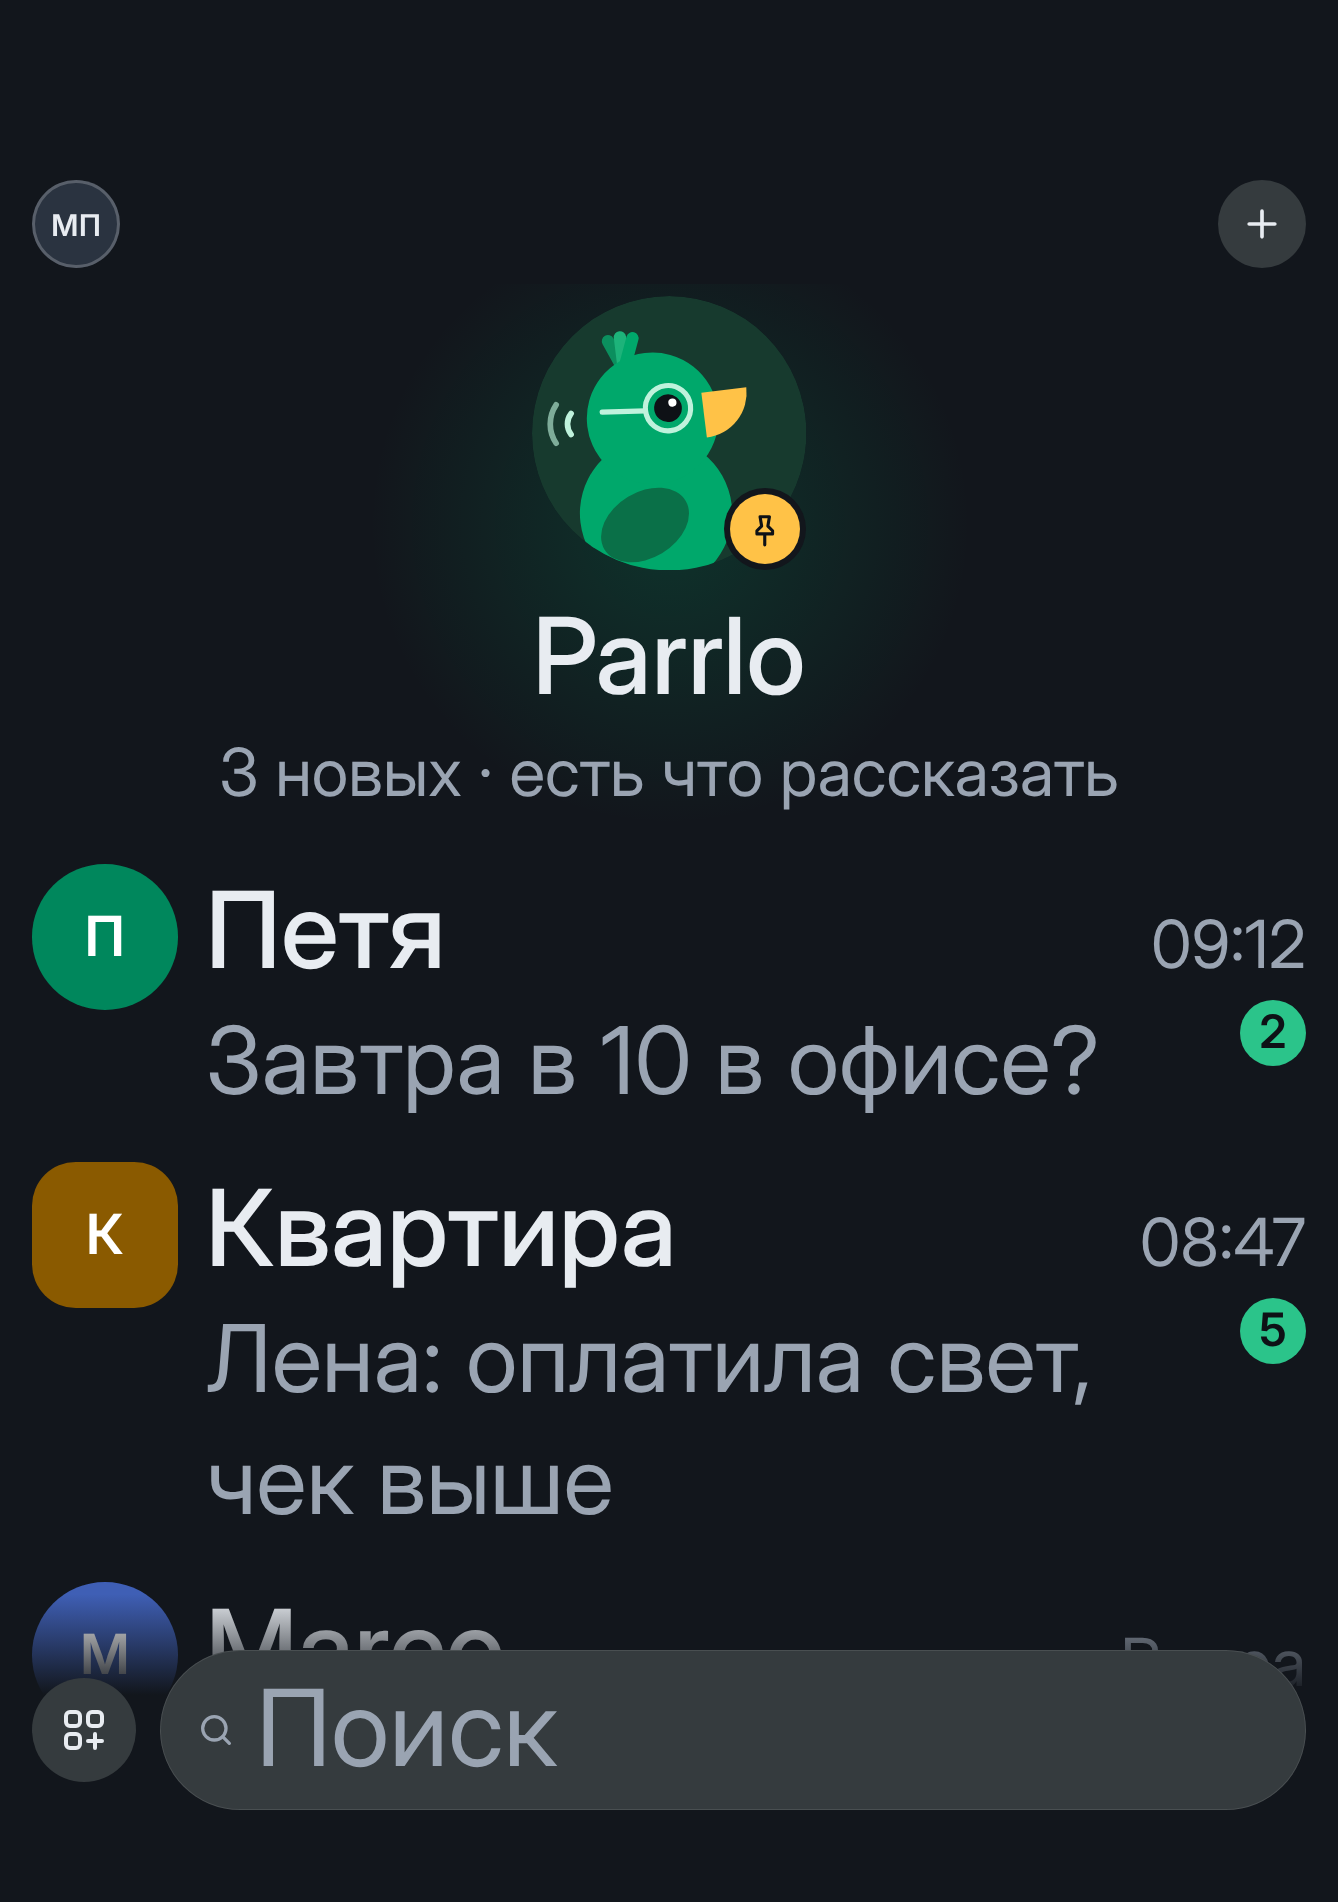 МП
Parrlo
3 новых · есть что рассказать
П
Петя
09:12
Завтра в 10 в офисе?
2
К
Квартира
08:47
Лена: оплатила свет,
5
чек выше
М
Поиск